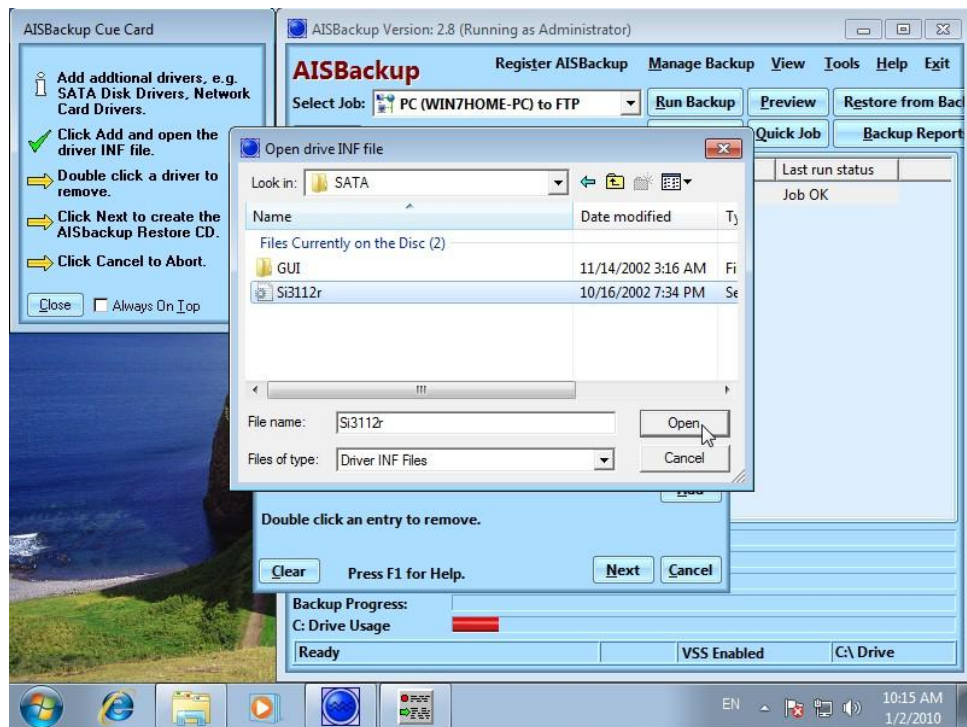 AISBackup Cue Card
Add addtional drivers, e.g.
SATA Disk Drivers, Network
Card Drivers.
Click Add and open the
driver INF file.
Double click a driver to
remove.
Click Next to create the
AISbackup Restore CD.
Click Cancel to Abort.
Close
Always On Top
AISBackup Version: 2.8 (Running as Administrator)
AISBackup
Register AISBackup Manage Backup View Tools Help Exit
Select Job: PC (WIN7HOME-PC) to FTP Run Backup Preview Restore from Bac
Quick Job Backup Report
Last run status
Job OK
Open drive INF file
Look in: SATA
Name Date modified Ty
Files Currently on the Disc (2)
GUI 11/14/2002 3:16 AM Fi
Si3112r 10/16/2002 7:34 PM Se
File name: Si3112r Open
Files of type: Driver INF Files Cancel
Add
Double click an entry to remove.
Clear Press F1 for Help. Next Cancel
Backup Progress:
C: Drive Usage
Ready VSS Enabled C:\ Drive
EN
10:15 AM
1/2/2010